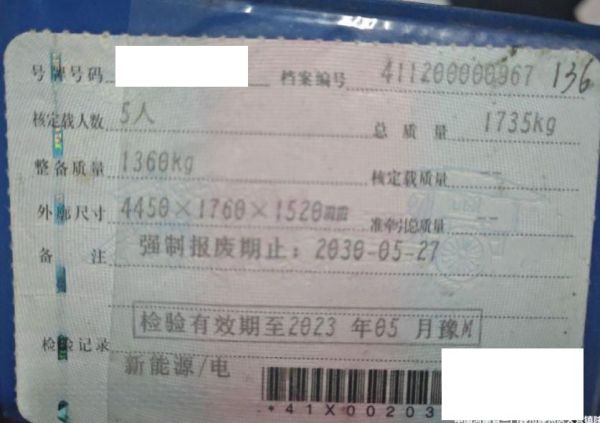 号牌号码 档案编号 411200000967 136
核定载人数 5人 总质量 1735kg
整备质量 1360kg 核定载质量
外廓尺寸 4450×1760×1520mm 准牵引总质量 --
备注 强制报废期止：2030-05-27
检验有效期至2023 年05 月豫M
检验记录
新能源/电
*41X00203